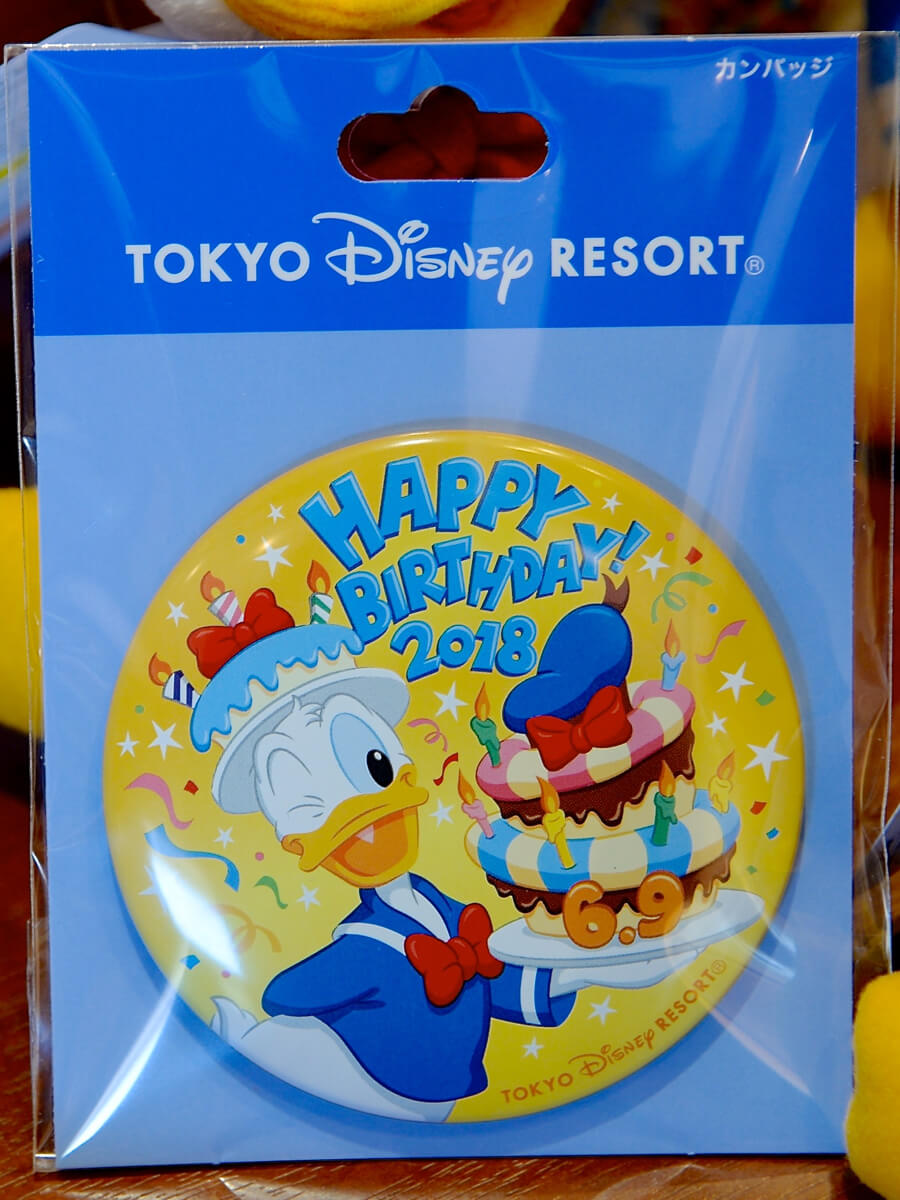 カンバッジ
TOKYO Disney RESORT®
HAPPY
BIRTHDAY!
2018
6.9
TOKYO Disney RESORT®